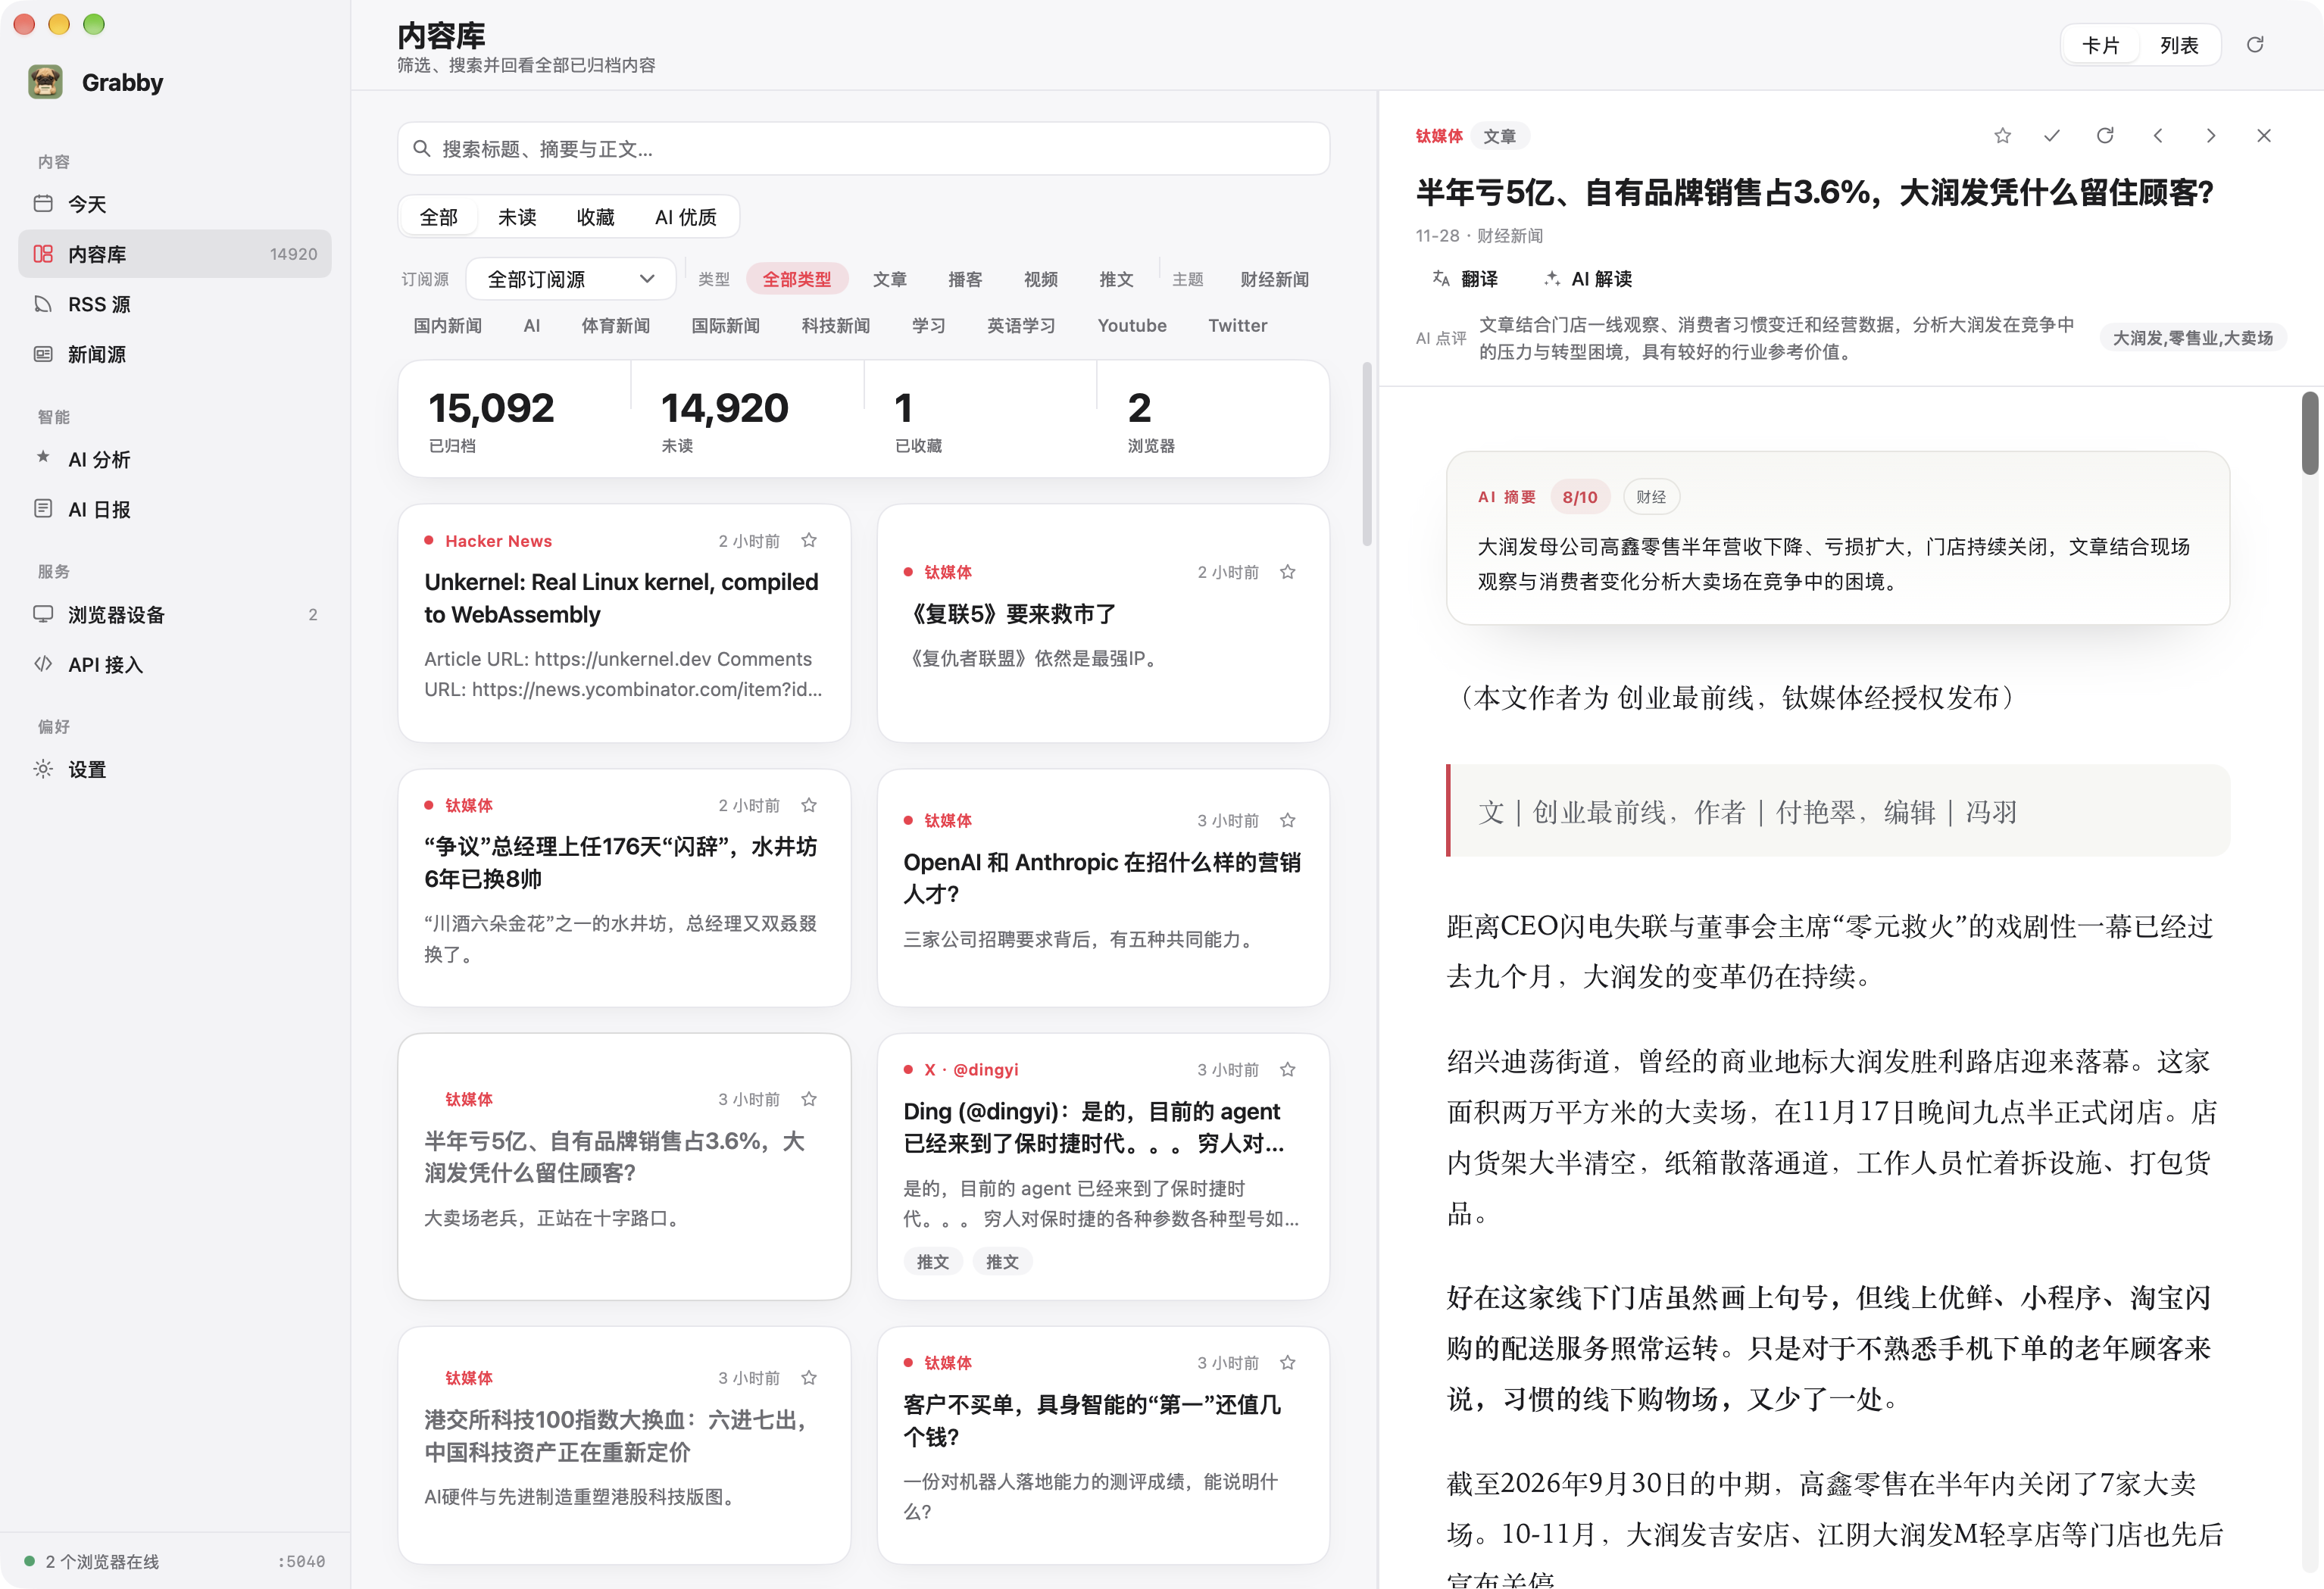 Grabby
内容
今天
内容库 14920
RSS 源
新闻源
智能
AI 分析
AI 日报
服务
浏览器设备 2
API 接入
偏好
设置
2 个浏览器在线 :5040
内容库
筛选、搜索并回看全部已归档内容
卡片 列表
搜索标题、摘要与正文...
全部 未读 收藏 AI 优质
订阅源 全部订阅源 类型 全部类型 文章 播客 视频 推文 主题 财经新闻
国内新闻 AI 体育新闻 国际新闻 科技新闻 学习 英语学习 Youtube Twitter
15,092 14,920 1 2
已归档 未读 已收藏 浏览器
Hacker News 2 小时前
Unkernel: Real Linux kernel, compiled
to WebAssembly
Article URL: https://unkernel.dev Comments
URL: https://news.ycombinator.com/item?id...
钛媒体 2 小时前
《复联5》要来救市了
《复仇者联盟》依然是最强IP。
钛媒体 2 小时前
“争议”总经理上任176天“闪辞”，水井坊
6年已换8帅
“川酒六朵金花”之一的水井坊，总经理又双叒叕
换了。
钛媒体 3 小时前
OpenAI 和 Anthropic 在招什么样的营销
人才？
三家公司招聘要求背后，有五种共同能力。
钛媒体 3 小时前
半年亏5亿、自有品牌销售占3.6%，大
润发凭什么留住顾客？
大卖场老兵，正站在十字路口。
X · @dingyi 3 小时前
Ding (@dingyi)：是的，目前的 agent
已经来到了保时捷时代。。。 穷人对...
是的，目前的 agent 已经来到了保时捷时
代。。。 穷人对保时捷的各种参数各种型号如...
推文 推文
钛媒体 3 小时前
港交所科技100指数大换血：六进七出，
中国科技资产正在重新定价
AI硬件与先进制造重塑港股科技版图。
钛媒体 3 小时前
客户不买单，具身智能的“第一”还值几
个钱？
一份对机器人落地能力的测评成绩，能说明什
么？
钛媒体 文章
半年亏5亿、自有品牌销售占3.6%，大润发凭什么留住顾客？
11-28 · 财经新闻
翻译 AI 解读
AI 点评 文章结合门店一线观察、消费者习惯变迁和经营数据，分析大润发在竞争中
的压力与转型困境，具有较好的行业参考价值。
大润发,零售业,大卖场
AI 摘要 8/10 财经
大润发母公司高鑫零售半年营收下降、亏损扩大，门店持续关闭，文章结合现场
观察与消费者变化分析大卖场在竞争中的困境。
（本文作者为 创业最前线，钛媒体经授权发布）
文｜创业最前线，作者｜付艳翠，编辑｜冯羽
距离CEO闪电失联与董事会主席“零元救火”的戏剧性一幕已经过
去九个月，大润发的变革仍在持续。
绍兴迪荡街道，曾经的商业地标大润发胜利路店迎来落幕。这家
面积两万平方米的大卖场，在11月17日晚间九点半正式闭店。店
内货架大半清空，纸箱散落通道，工作人员忙着拆设施、打包货
品。
好在这家线下门店虽然画上句号，但线上优鲜、小程序、淘宝闪
购的配送服务照常运转。只是对于不熟悉手机下单的老年顾客来
说，习惯的线下购物场，又少了一处。
截至2026年9月30日的中期，高鑫零售在半年内关闭了7家大卖
场。10-11月，大润发吉安店、江阴大润发M轻享店等门店也先后
宣布关停